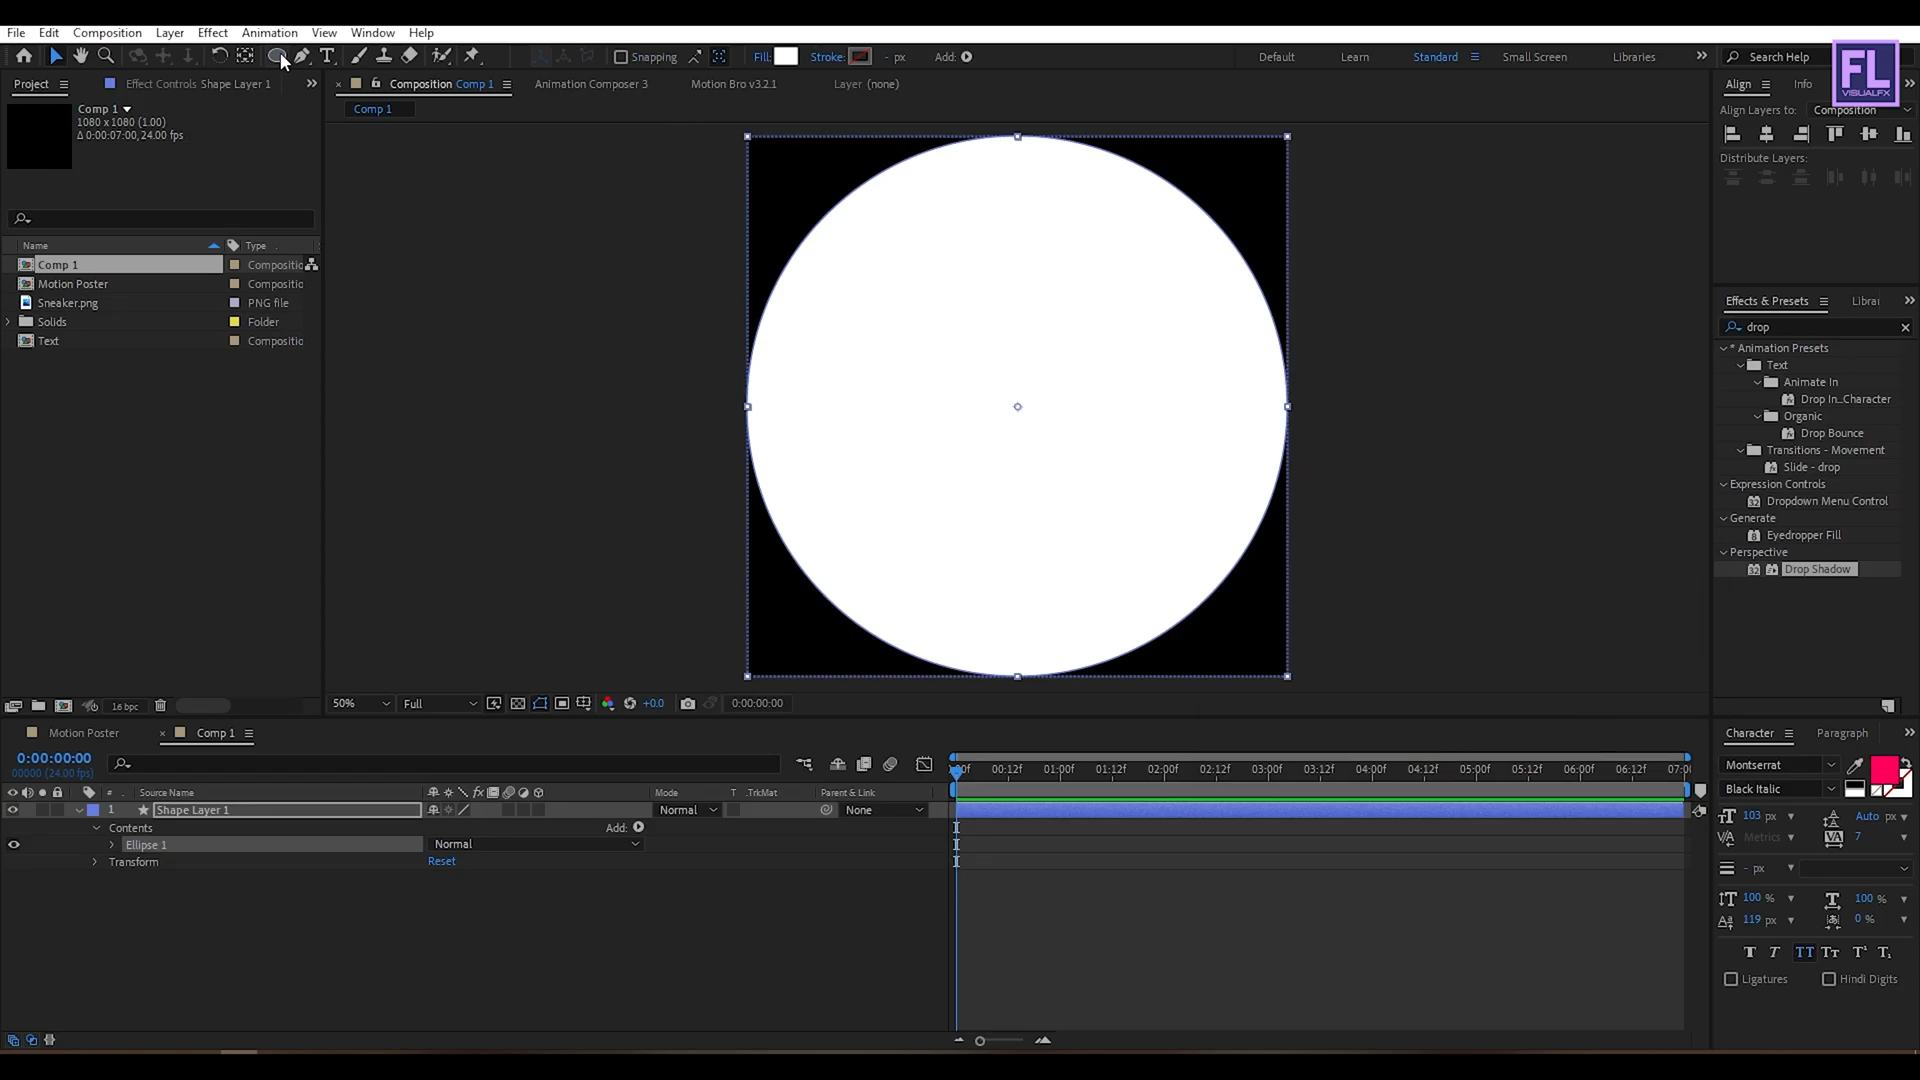 File Edit Composition Layer Effect Animation View Window Help
Snapping Fill: Stroke: - px Add: Default Learn Standard Small Screen Libraries Search Help
FL
VISUALFX
Project Effect Controls Shape Layer 1 Composition Comp 1 Animation Composer 3 Motion Bro v3.2.1 Layer (none) Align Info
Comp 1
1080 x 1080 (1.00)
Δ 0:00:07:00, 24.00 fps
Comp 1
Align Layers to: Composition
Distribute Layers:
Name Type
Comp 1 Compositio
Motion Poster Compositio
Sneaker.png PNG file
Solids Folder
Text Compositio
Effects & Presets Librai
drop
* Animation Presets
Text
Animate In
Drop In_Character
Organic
Drop Bounce
Transitions - Movement
Slide - drop
Expression Controls
Dropdown Menu Control
Generate
Eyedropper Fill
Perspective
Drop Shadow
16 bpc 50% Full +0.0 0:00:00:00
Motion Poster Comp 1
0:00:00:00
00000 (24.00 fps)
00:12f 01:00f 01:12f 02:00f 02:12f 03:00f 03:12f 04:00f 04:12f 05:00f 05:12f 06:00f 06:12f
# Source Name Mode T .TrkMat Parent & Link
1 Shape Layer 1 Normal None
Contents Add:
Ellipse 1 Normal
Transform Reset
Character Paragraph
Montserrat
Black Italic
103 px Auto px
Metrics 7
- px
100 % 100 %
119 px 0 %
Ligatures Hindi Digits